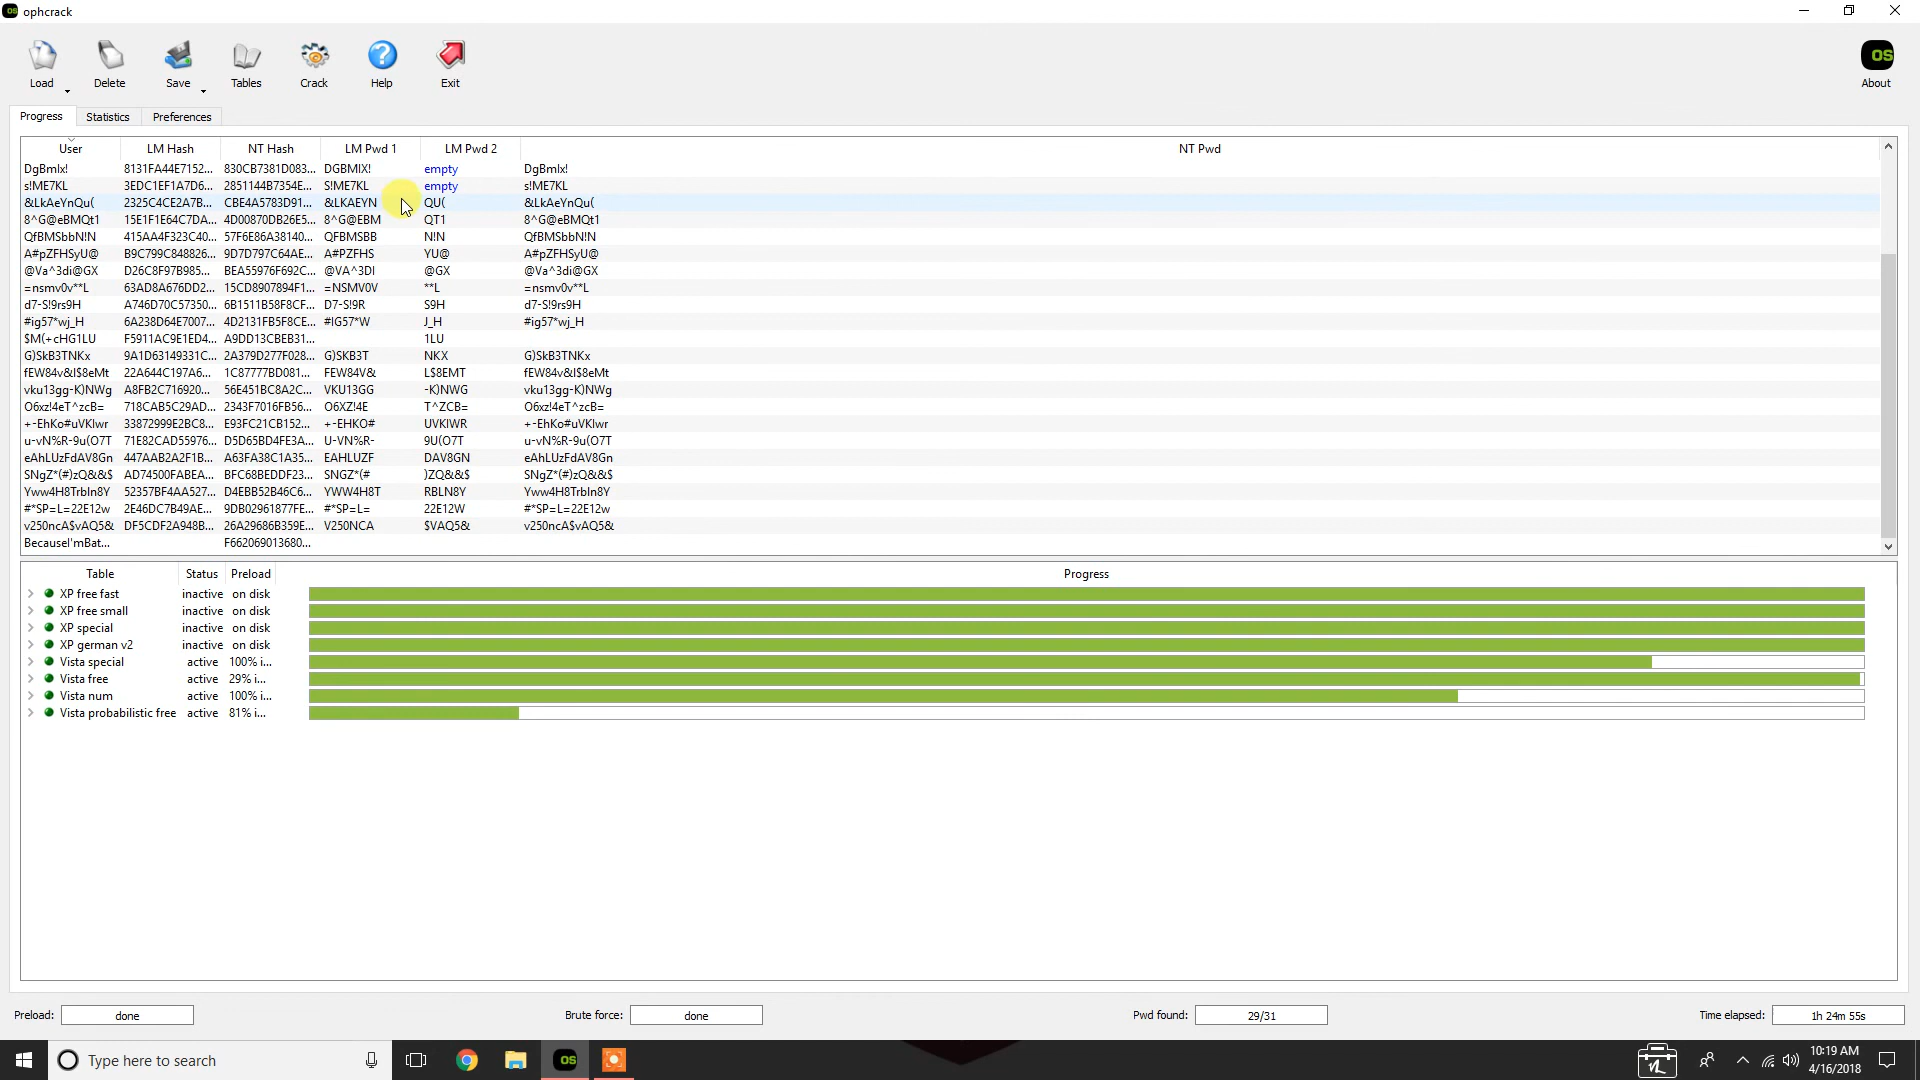 OS ophcrack
Load Delete Save Tables Crack Help Exit OS About
Progress Statistics Preferences
User LM Hash NT Hash LM Pwd 1 LM Pwd 2 NT Pwd
DgBmIx! 8131FA44E7152... 830CB7381D083... DGBMIX! empty DgBmIx!
s!ME7KL 3EDC1EF1A7D6... 2851144B7354E... S!ME7KL empty s!ME7KL
&LkAeYnQu( 2325C4CE2A7B... CBE4A5783D91... &LKAEYN QU( &LkAeYnQu(
8^G@eBMQt1 15E1F1E64C7DA... 4D00870DB26E5... 8^G@EBM QT1 8^G@eBMQt1
QfBMSbbN!N 415AA4F323C40... 57F6E86A38140... QFBMSBB N!N QfBMSbbN!N
A#pZFHSyU@ B9C799C848826... 9D7D797C64AE... A#PZFHS YU@ A#pZFHSyU@
@Va^3di@GX D26C8F97B985... BEA55976F692C... @VA^3DI @GX @Va^3di@GX
=nsmv0v**L 63AD8A676DD2... 15CD8907894F1... =NSMV0V **L =nsmv0v**L
d7-S!9rs9H A746D70C57350... 6B1511B58F8CF... D7-S!9R S9H d7-S!9rs9H
#ig57*wj_H 6A238D64E7007... 4D2131FB5F8CE... #IG57*W J_H #ig57*wj_H
$M(+cHG1LU F5911AC9E1ED4... A9DD13CBEB31... 1LU
G)SkB3TNKx 9A1D63149331C... 2A379D277F028... G)SKB3T NKX G)SkB3TNKx
fEW84v&l$8eMt 22A644C197A6... 1C87777BD081... FEW84V& L$8EMT fEW84v&l$8eMt
vku13gg-K)NWg A8FB2C716920... 56E451BC8A2C... VKU13GG -K)NWG vku13gg-K)NWg
O6xz!4eT^zcB= 718CAB5C29AD... 2343F7016FB56... O6XZ!4E T^ZCB= O6xz!4eT^zcB=
+-EhKo#uVKIwr 33872999E2BC8... E93FC21CB152... +-EHKO# UVKIWR +-EhKo#uVKIwr
u-vN%R-9u(O7T 71E82CAD55976... D5D65BD4FE3A... U-VN%R- 9U(O7T u-vN%R-9u(O7T
eAhLUzFdAV8Gn 447AAB2A2F1B... A63FA38C1A35... EAHLUZF DAV8GN eAhLUzFdAV8Gn
SNgZ*(#)zQ&&$ AD74500FABEA... BFC68BEDDF23... SNGZ*(# )ZQ&&$ SNgZ*(#)zQ&&$
Yww4H8TrbIn8Y 52357BF4AA527... D4EBB52B46C6... YWW4H8T RBLN8Y Yww4H8TrbIn8Y
#*SP=L=22E12w 2E46DC7B49AE... 9DB02961877FE... #*SP=L= 22E12W #*SP=L=22E12w
v250ncA$vAQ5& DF5CDF2A948B... 26A29686B359E... V250NCA $VAQ5& v250ncA$vAQ5&
BecauseI'mBat... F662069013680...
Table Status Preload Progress
XP free fast inactive on disk
XP free small inactive on disk
XP special inactive on disk
XP german v2 inactive on disk
Vista special active 100% i...
Vista free active 29% i...
Vista num active 100% i...
Vista probabilistic free active 81% i...
Preload: done Brute force: done Pwd found: 29/31 Time elapsed: 1h 24m 55s
Type here to search OS 10:19 AM
4/16/2018